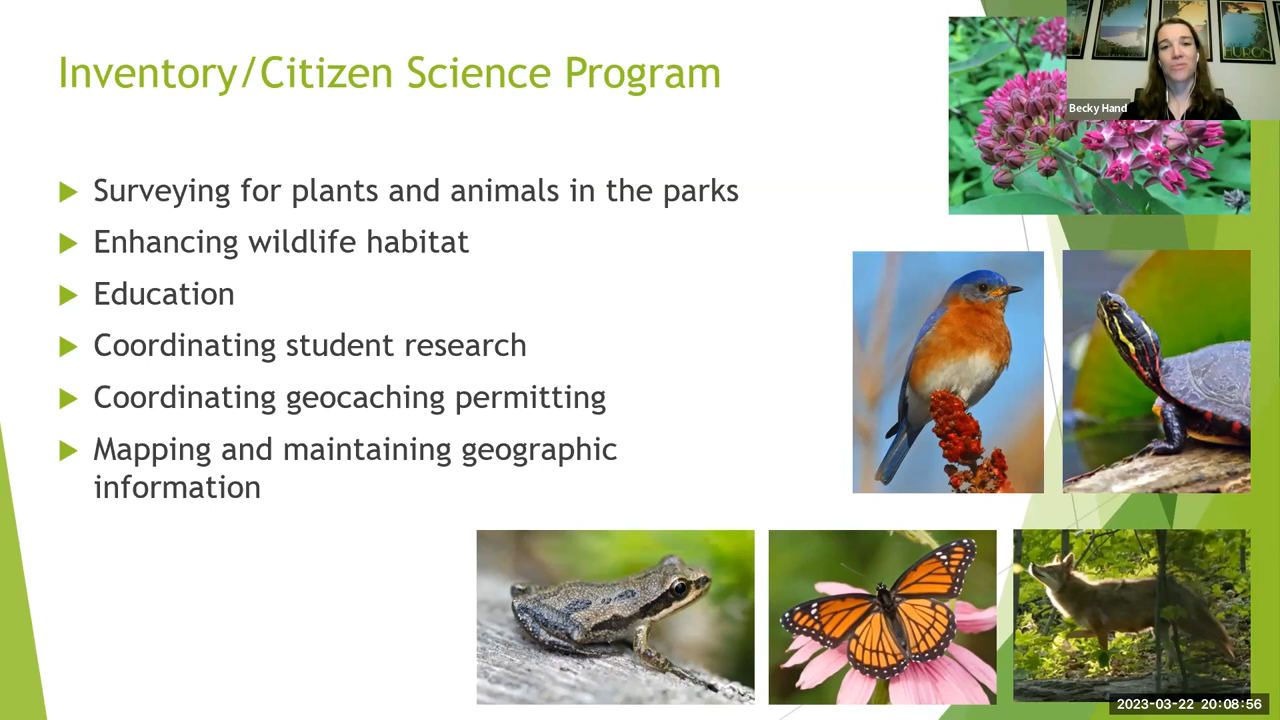 Inventory/Citizen Science Program
HURON
Becky Hand
Surveying for plants and animals in the parks
Enhancing wildlife habitat
Education
Coordinating student research
Coordinating geocaching permitting
Mapping and maintaining geographic
information
2023-03-22 20:08:56